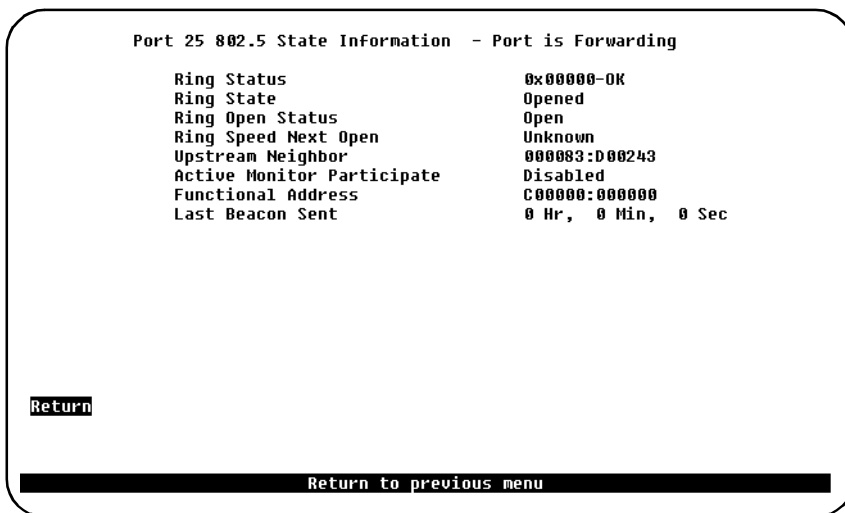 Port 25 802.5 State Information - Port is Forwarding
Ring Status 0x00000-OK
Ring State Opened
Ring Open Status Open
Ring Speed Next Open Unknown
Upstream Neighbor 000083:D00243
Active Monitor Participate Disabled
Functional Address C00000:000000
Last Beacon Sent 0 Hr, 0 Min, 0 Sec
Return
Return to previous menu